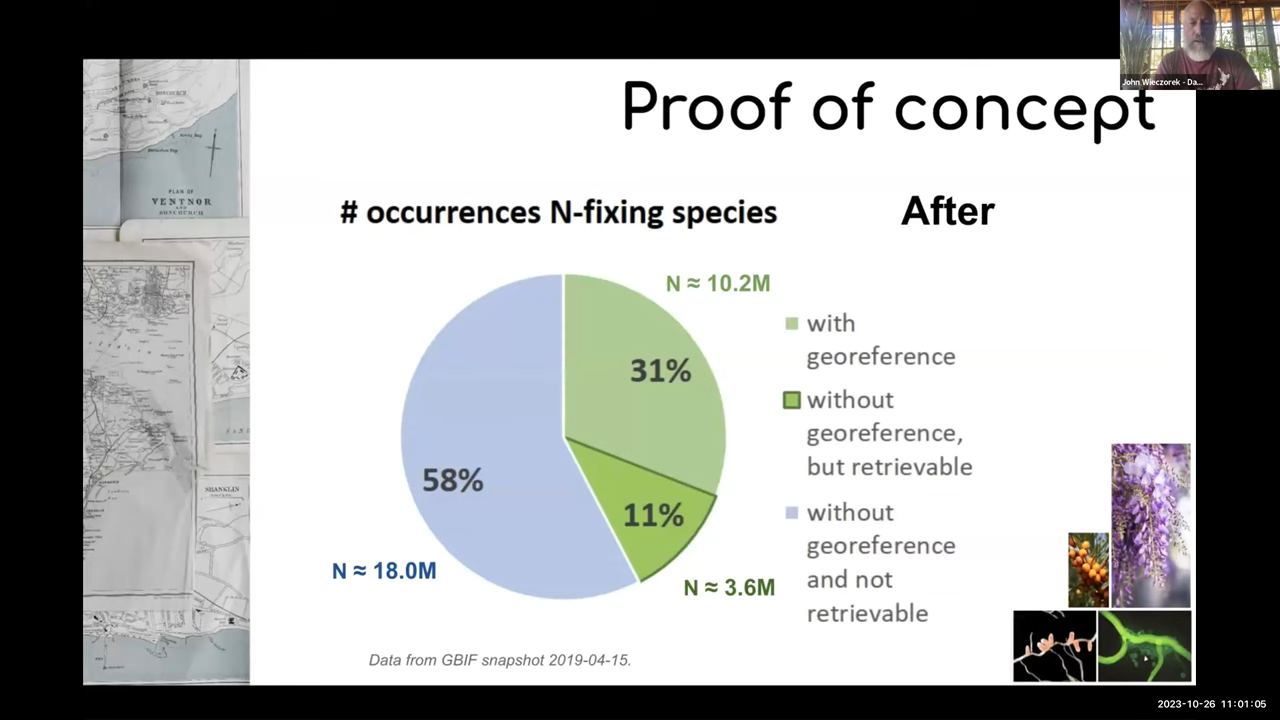 John Wieczorek - Da...
Proof of concept
PLAN OF
VENTNOR
AND
BONCHURCH
# occurrences N-fixing species
After
N ≈ 10.2M
31%
58%
11%
N ≈ 18.0M
N ≈ 3.6M
with
georeference
without
georeference,
but retrievable
without
georeference
and not
retrievable
SHANKLIN
Data from GBIF snapshot 2019-04-15.
2023-10-26 11:01:05